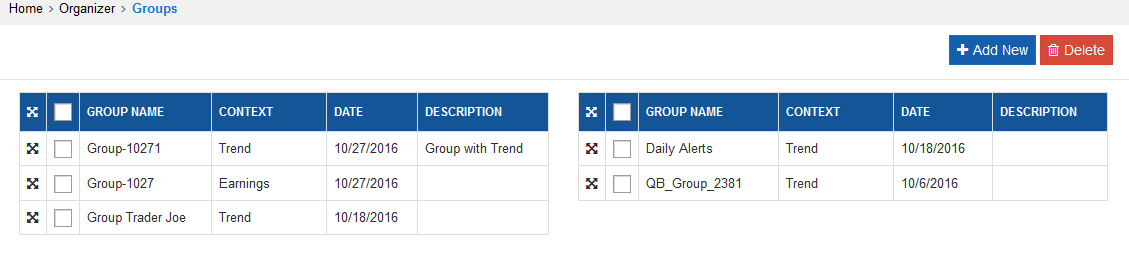 Home > Organizer > Groups
Add New Delete
GROUP NAME CONTEXT DATE DESCRIPTION
Group-10271 Trend 10/27/2016 Group with Trend
Group-1027 Earnings 10/27/2016
Group Trader Joe Trend 10/18/2016
GROUP NAME CONTEXT DATE DESCRIPTION
Daily Alerts Trend 10/18/2016
QB_Group_2381 Trend 10/6/2016